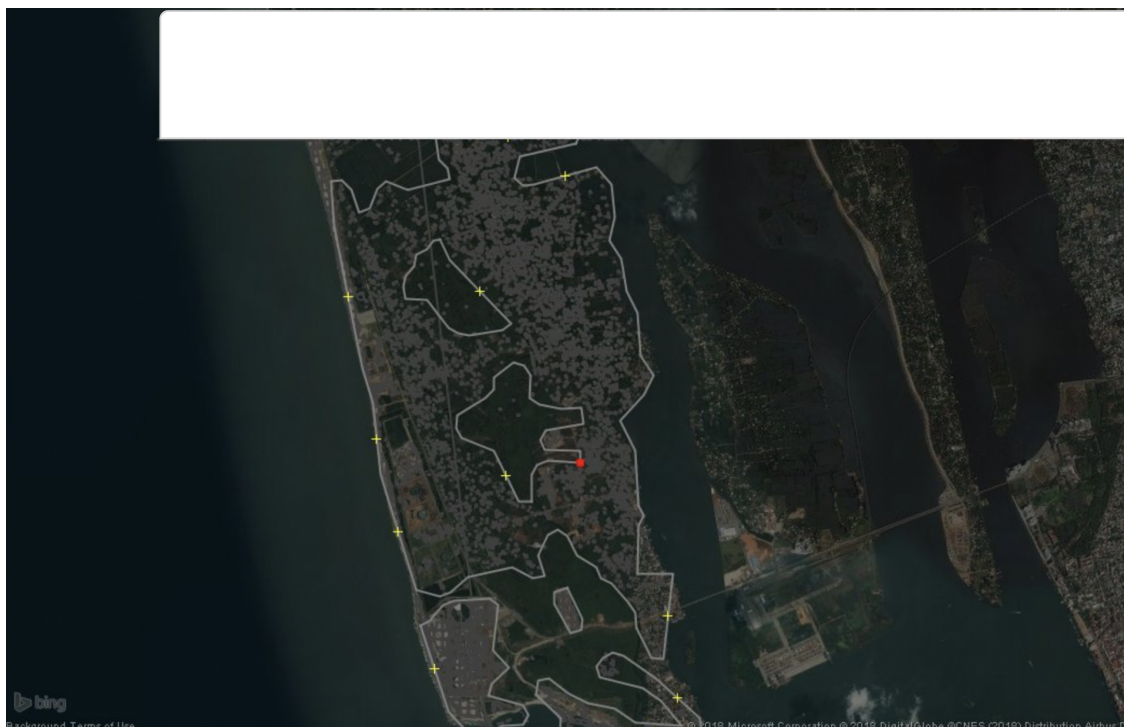 bing
Background Terms of Use
© 2018 Microsoft Corporation © 2018 DigitalGlobe ©CNES (2018) Distribution Airbus D